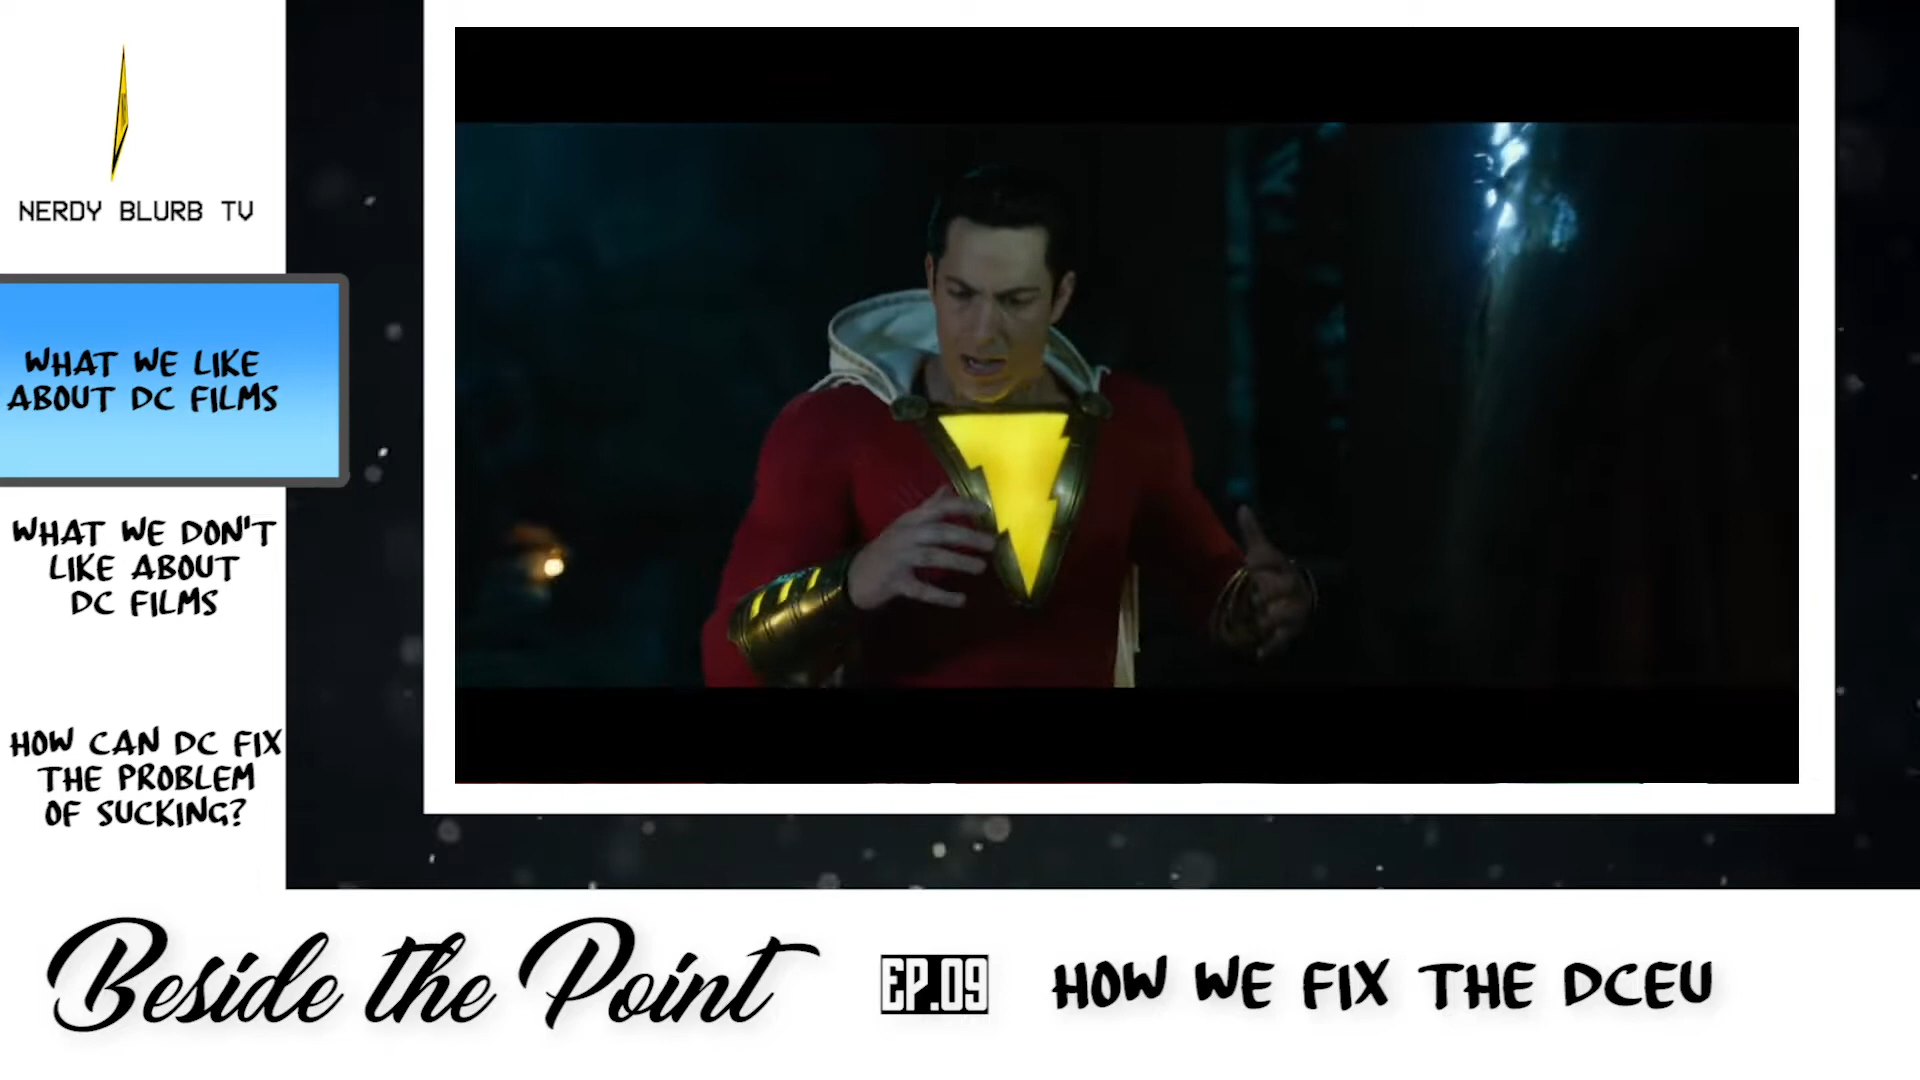 NERDY BLURB TV
WHAT WE LIKE
ABOUT DC FILMS
WHAT WE DON'T
LIKE ABOUT
DC FILMS
HOW CAN DC FIX
THE PROBLEM
OF SUCKING?
Beside the Point
EP.09
HOW WE FIX THE DCEU